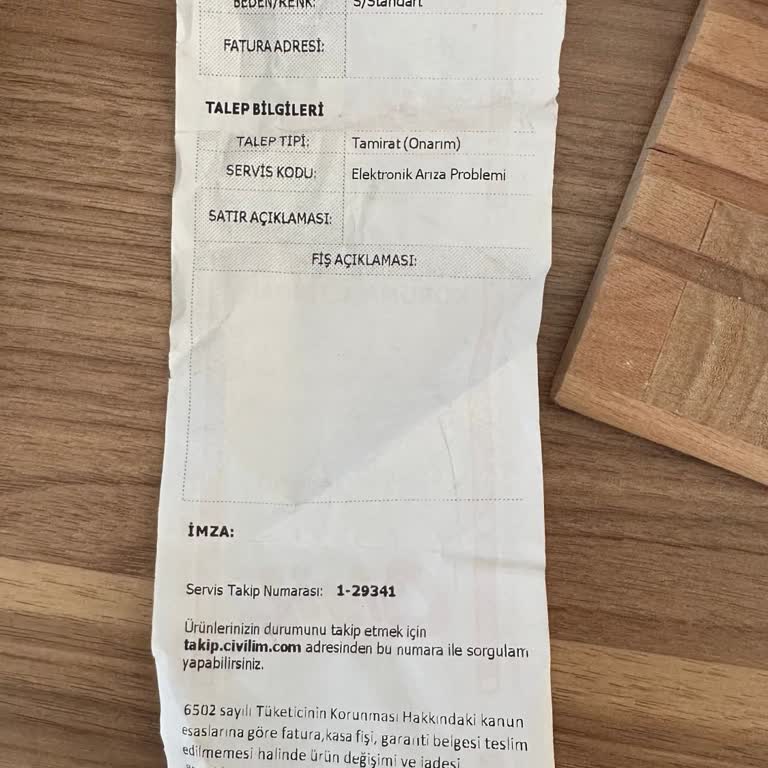 BEDEN/RENK: S/Standart
FATURA ADRESİ:
TALEP BİLGİLERİ
TALEP TİPİ: Tamirat (Onarım)
SERVİS KODU: Elektronik Arıza Problemi
SATIR AÇIKLAMASI:
FİŞ AÇIKLAMASI:
İMZA:
Servis Takip Numarası: 1-29341
Ürünlerinizin durumunu takip etmek için
takip.civilim.com adresinden bu numara ile sorgulam
yapabilirsiniz.
6502 sayılı Tüketicinin Korunması Hakkındaki kanun
esaslarına göre fatura,kasa fişi, garanti belgesi teslim
edilmemesi halinde ürün değişimi ve iadesi